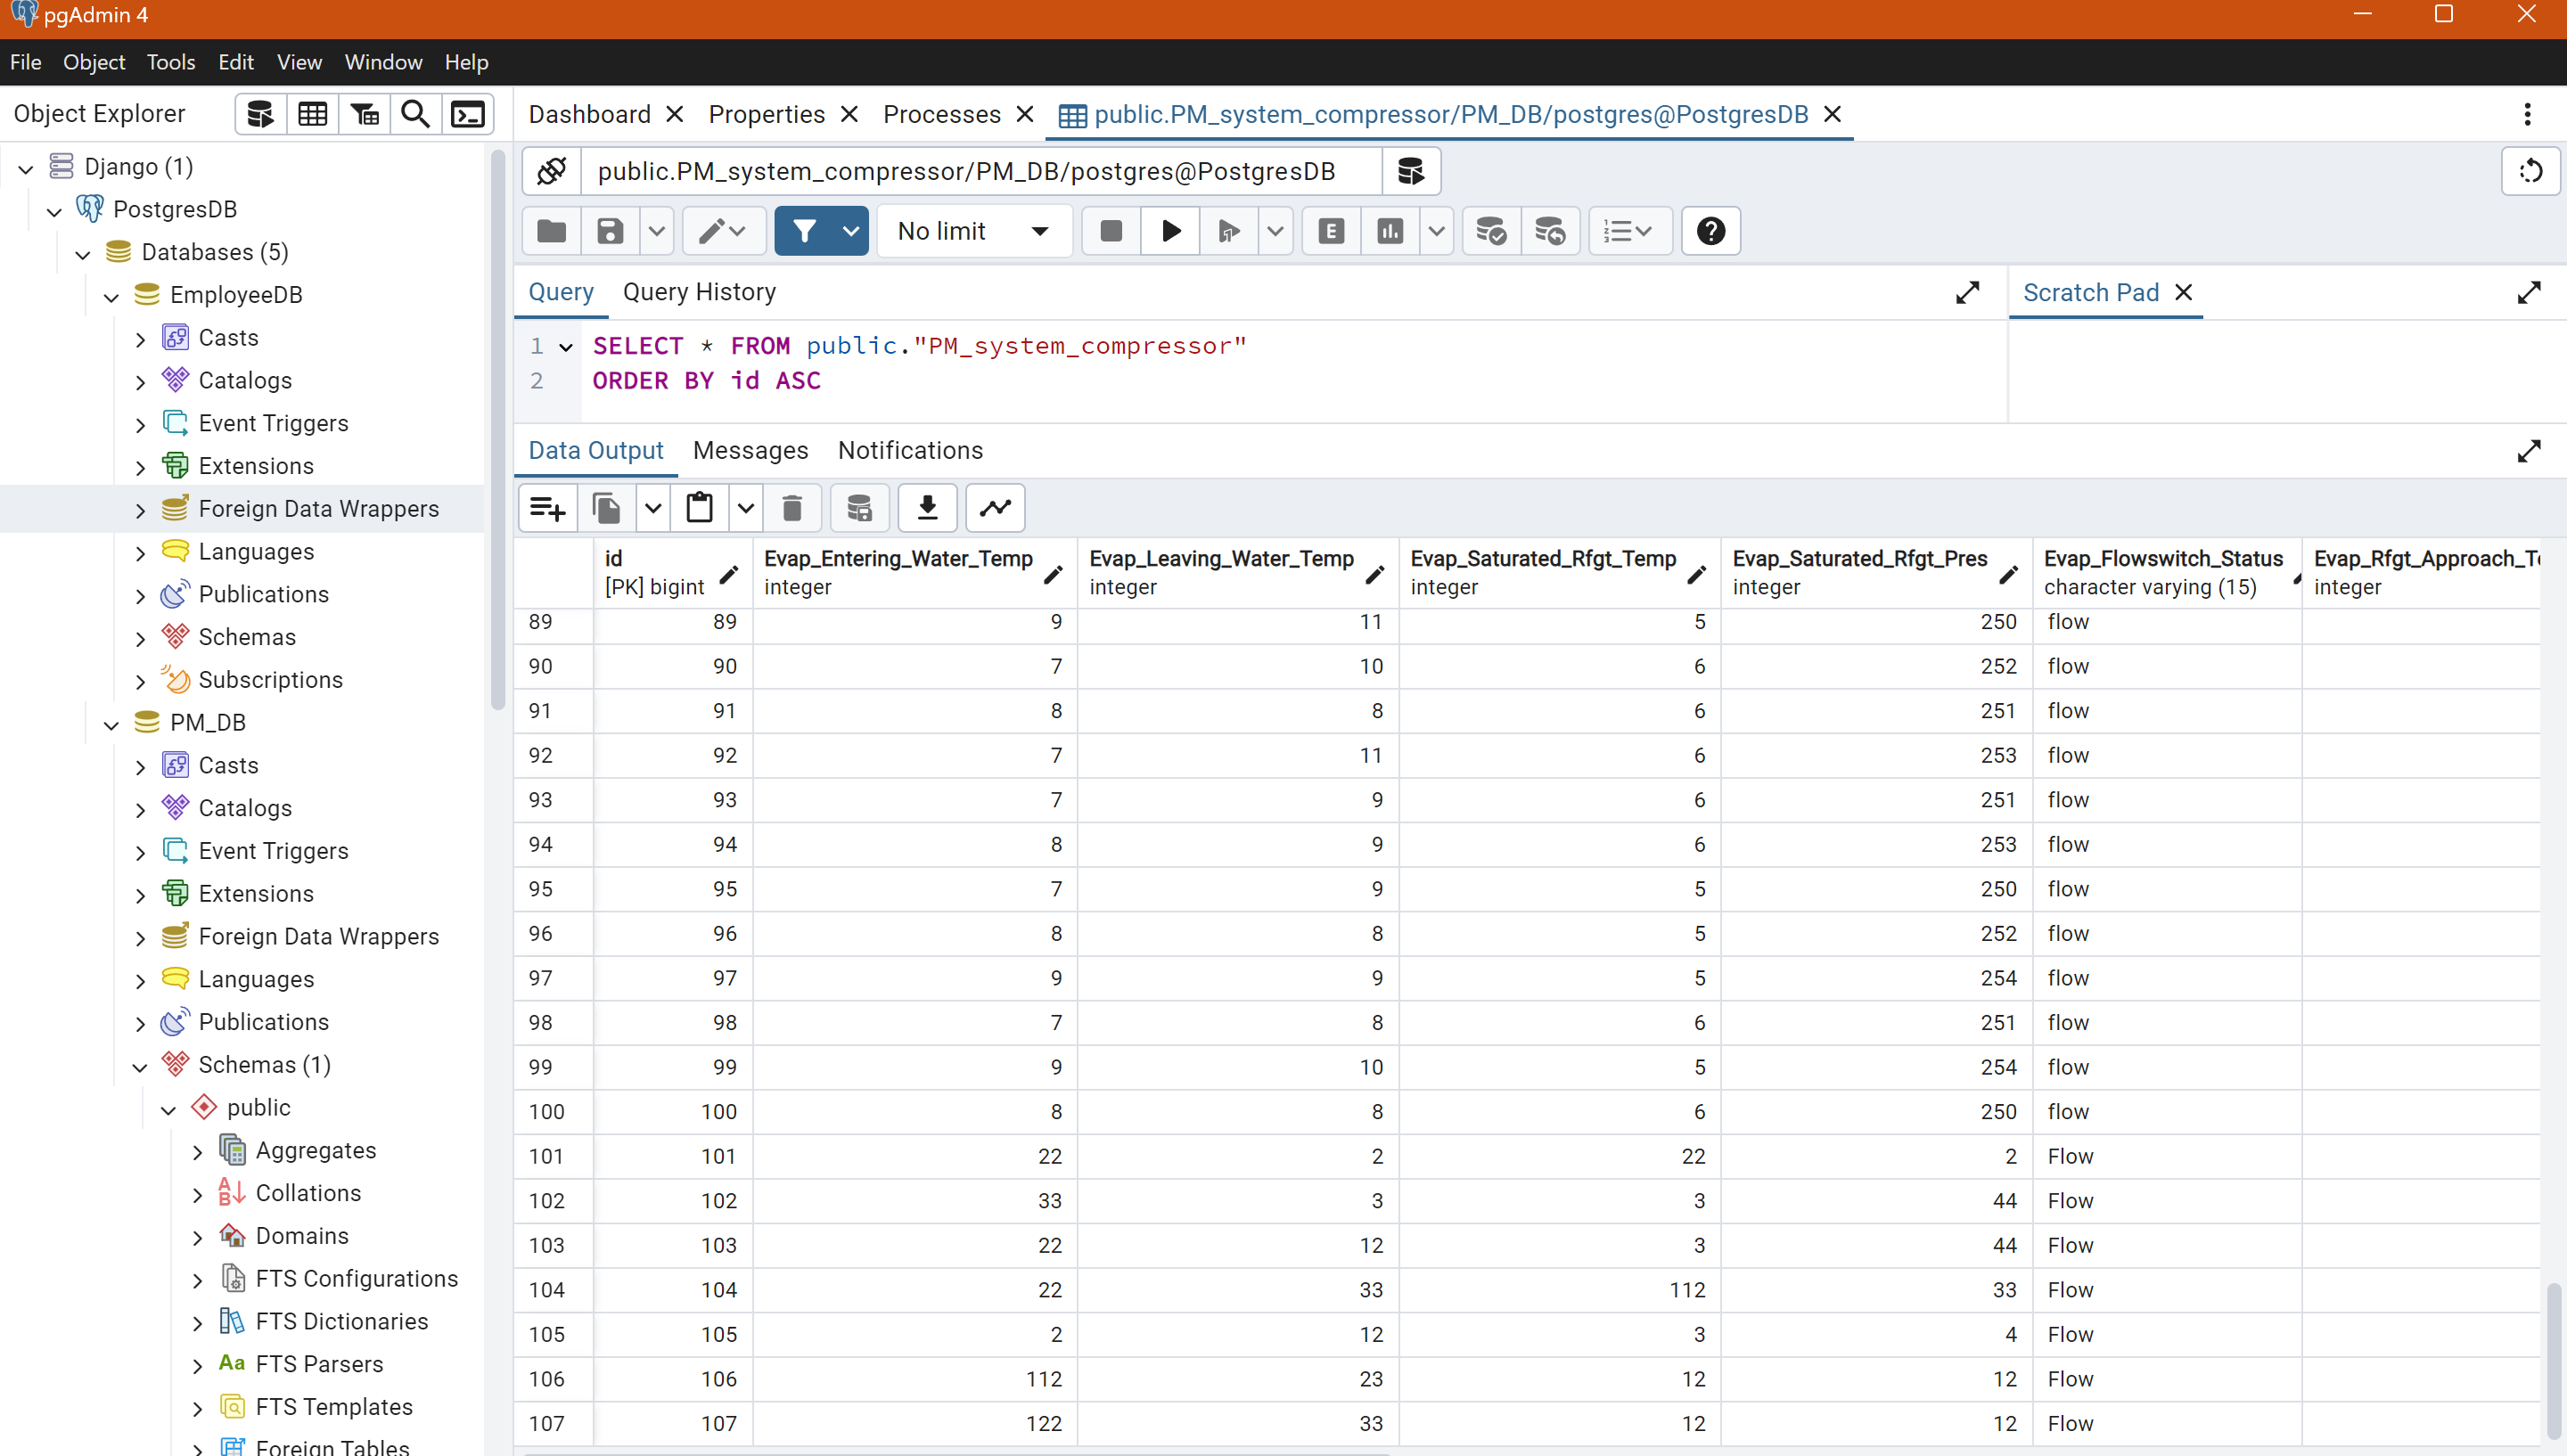 pgAdmin 4
File Object Tools Edit View Window Help
Object Explorer
Dashboard Properties Processes public.PM_system_compressor/PM_DB/postgres@PostgresDB
Django (1)
PostgresDB
Databases (5)
EmployeeDB
Casts
Catalogs
Event Triggers
Extensions
Foreign Data Wrappers
Languages
Publications
Schemas
Subscriptions
PM_DB
Casts
Catalogs
Event Triggers
Extensions
Foreign Data Wrappers
Languages
Publications
Schemas (1)
public
Aggregates
Collations
Domains
FTS Configurations
FTS Dictionaries
Aa FTS Parsers
FTS Templates
Foreign Tables
public.PM_system_compressor/PM_DB/postgres@PostgresDB
No limit
Query Query History
Scratch Pad
1 SELECT * FROM public."PM_system_compressor"
2 ORDER BY id ASC
Data Output Messages Notifications
id Evap_Entering_Water_Temp Evap_Leaving_Water_Temp Evap_Saturated_Rfgt_Temp Evap_Saturated_Rfgt_Pres Evap_Flowswitch_Status Evap_Rfgt_Approach_T
[PK] bigint integer integer integer integer character varying (15) integer
89 89 9 11 5 250 flow
90 90 7 10 6 252 flow
91 91 8 8 6 251 flow
92 92 7 11 6 253 flow
93 93 7 9 6 251 flow
94 94 8 9 6 253 flow
95 95 7 9 5 250 flow
96 96 8 8 5 252 flow
97 97 9 9 5 254 flow
98 98 7 8 6 251 flow
99 99 9 10 5 254 flow
100 100 8 8 6 250 flow
101 101 22 2 22 2 Flow
102 102 33 3 3 44 Flow
103 103 22 12 3 44 Flow
104 104 22 33 112 33 Flow
105 105 2 12 3 4 Flow
106 106 112 23 12 12 Flow
107 107 122 33 12 12 Flow